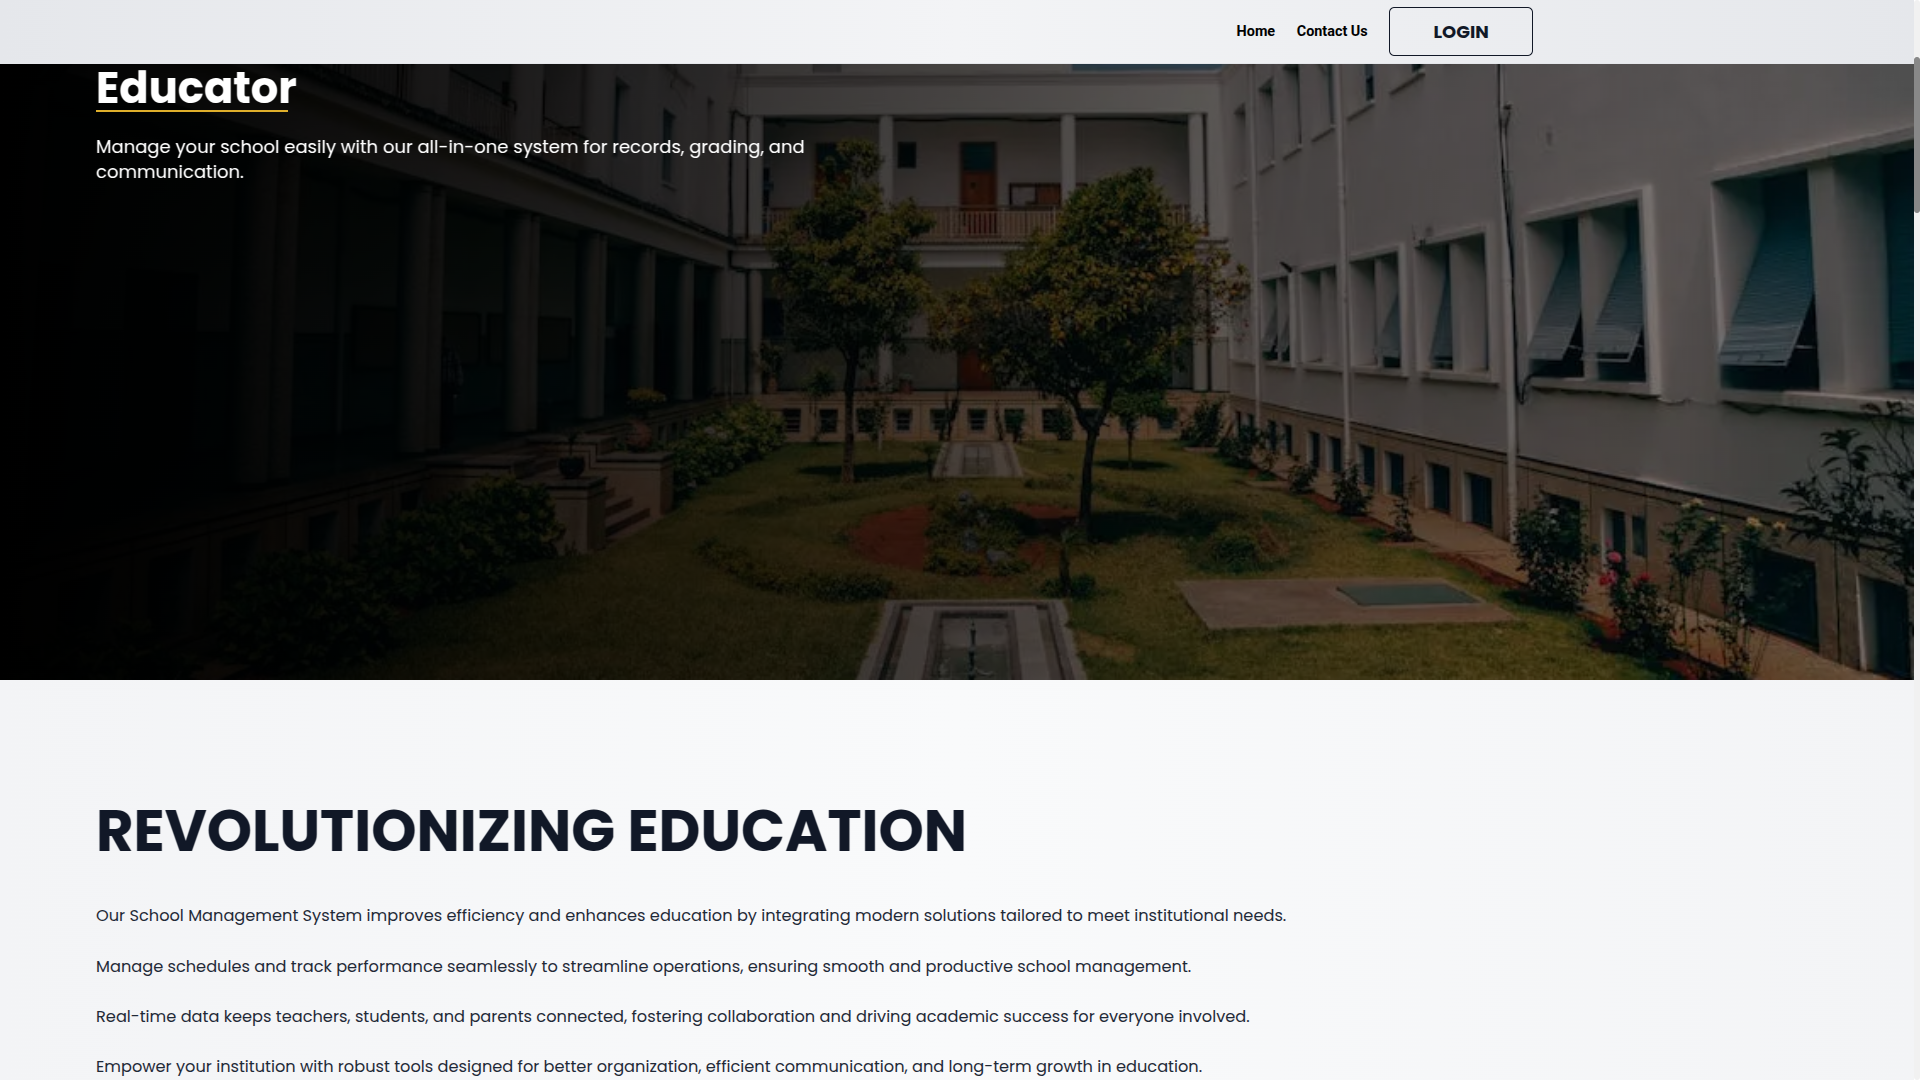 Home Contact Us LOGIN
Educator
Manage your school easily with our all-in-one system for records, grading, and
communication.
REVOLUTIONIZING EDUCATION
Our School Management System improves efficiency and enhances education by integrating modern solutions tailored to meet institutional needs.
Manage schedules and track performance seamlessly to streamline operations, ensuring smooth and productive school management.
Real-time data keeps teachers, students, and parents connected, fostering collaboration and driving academic success for everyone involved.
Empower your institution with robust tools designed for better organization, efficient communication, and long-term growth in education.